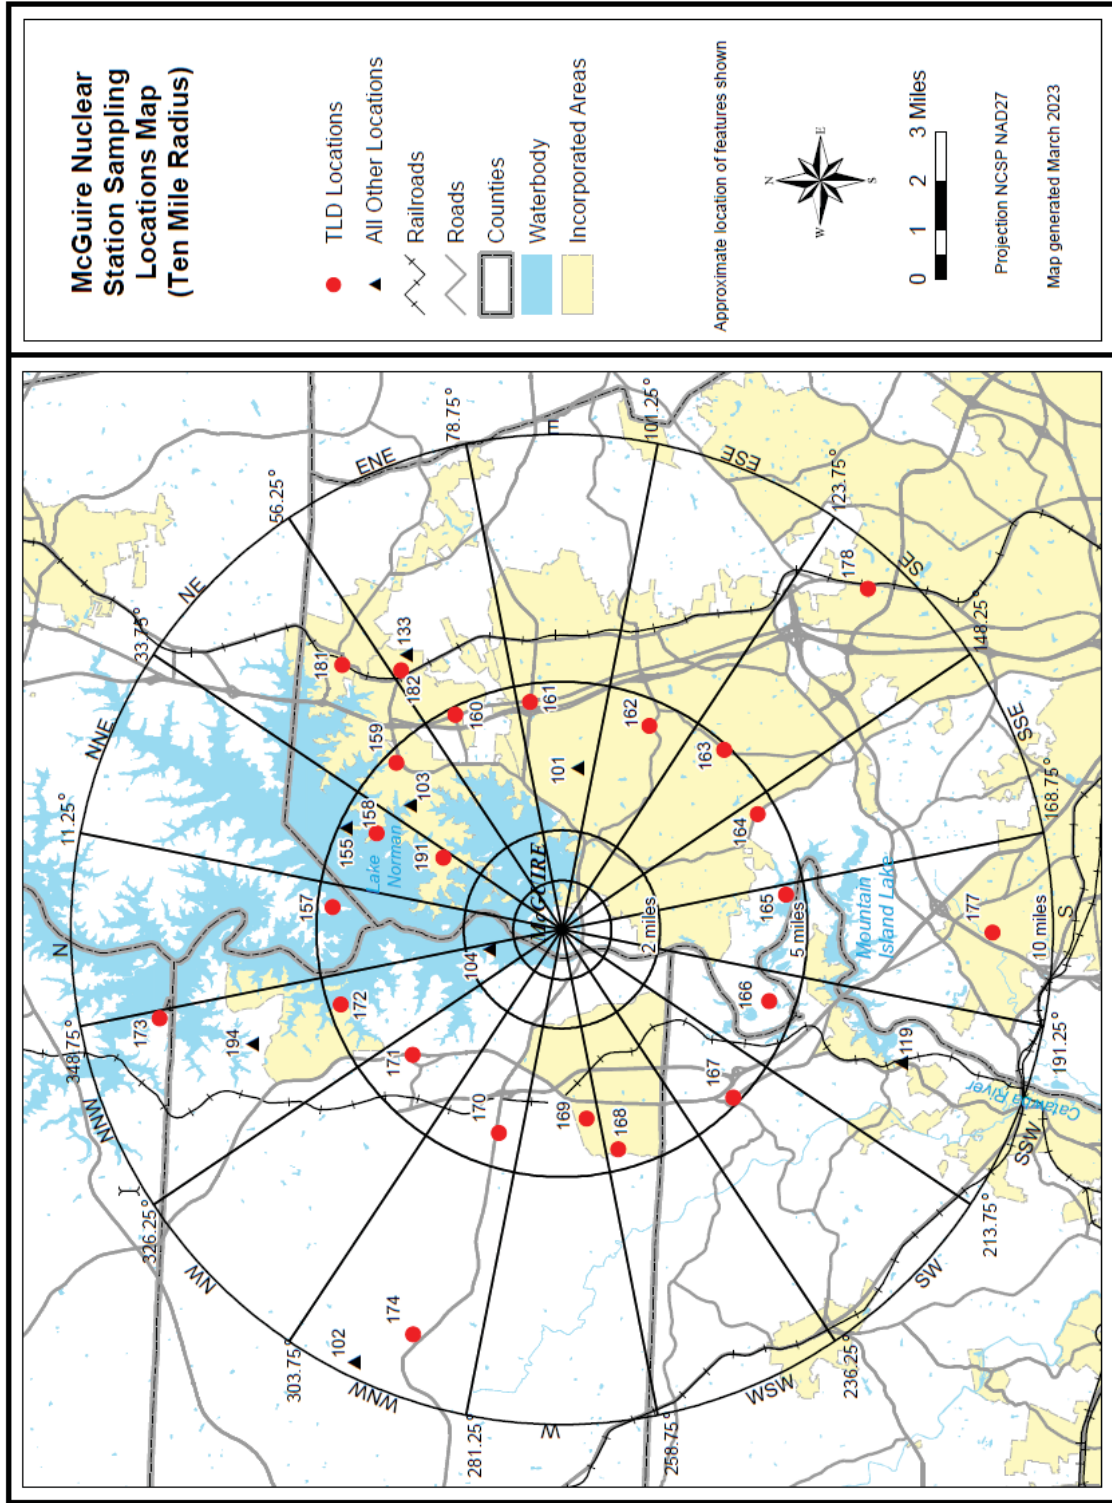 McGuire Nuclear
Station Sampling
Locations Map
(Ten Mile Radius)
TLD Locations
All Other Locations
Railroads
Roads
Counties
Waterbody
Incorporated Areas
Approximate location of features shown
N
W
E
S
0 1 2 3 Miles
Projection NCSP NAD27
Map generated March 2023
N
11.25°
NNE
33.75°
NE
56.25°
ENE
78.75°
E
101.25°
ESE
123.75°
SE
148.25°
SSE
168.75°
S
191.25°
SSW
213.75°
SW
236.25°
WSW
258.75°
W
281.25°
WNW
303.75°
NW
326.25°
NNW
348.75°
173
194
172
157
155
158
Lake
Norman
191
103
159
181
182
133
160
161
101
162
163
164
165
166
167
168
169
170
171
174
102
104
McGUIRE
2 miles
5 miles
10 miles
Mountain
Island Lake
119
177
178
Catawba River